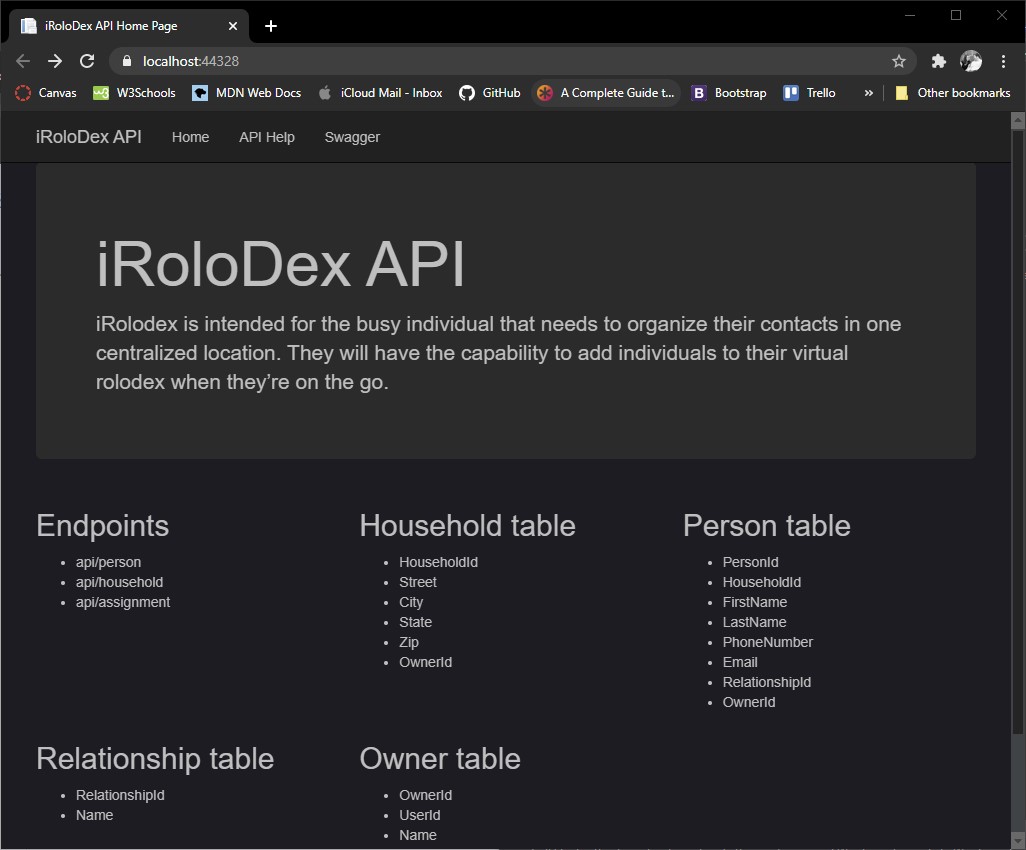 iRoloDex API Home Page
localhost:44328
Canvas W3Schools MDN Web Docs iCloud Mail - Inbox GitHub A Complete Guide t... Bootstrap Trello » Other bookmarks
iRoloDex API Home API Help Swagger
iRoloDex API
iRolodex is intended for the busy individual that needs to organize their contacts in one
centralized location. They will have the capability to add individuals to their virtual
rolodex when they’re on the go.
Endpoints
api/person
api/household
api/assignment
Household table
HouseholdId
Street
City
State
Zip
OwnerId
Person table
PersonId
HouseholdId
FirstName
LastName
PhoneNumber
Email
RelationshipId
OwnerId
Relationship table
RelationshipId
Name
Owner table
OwnerId
UserId
Name